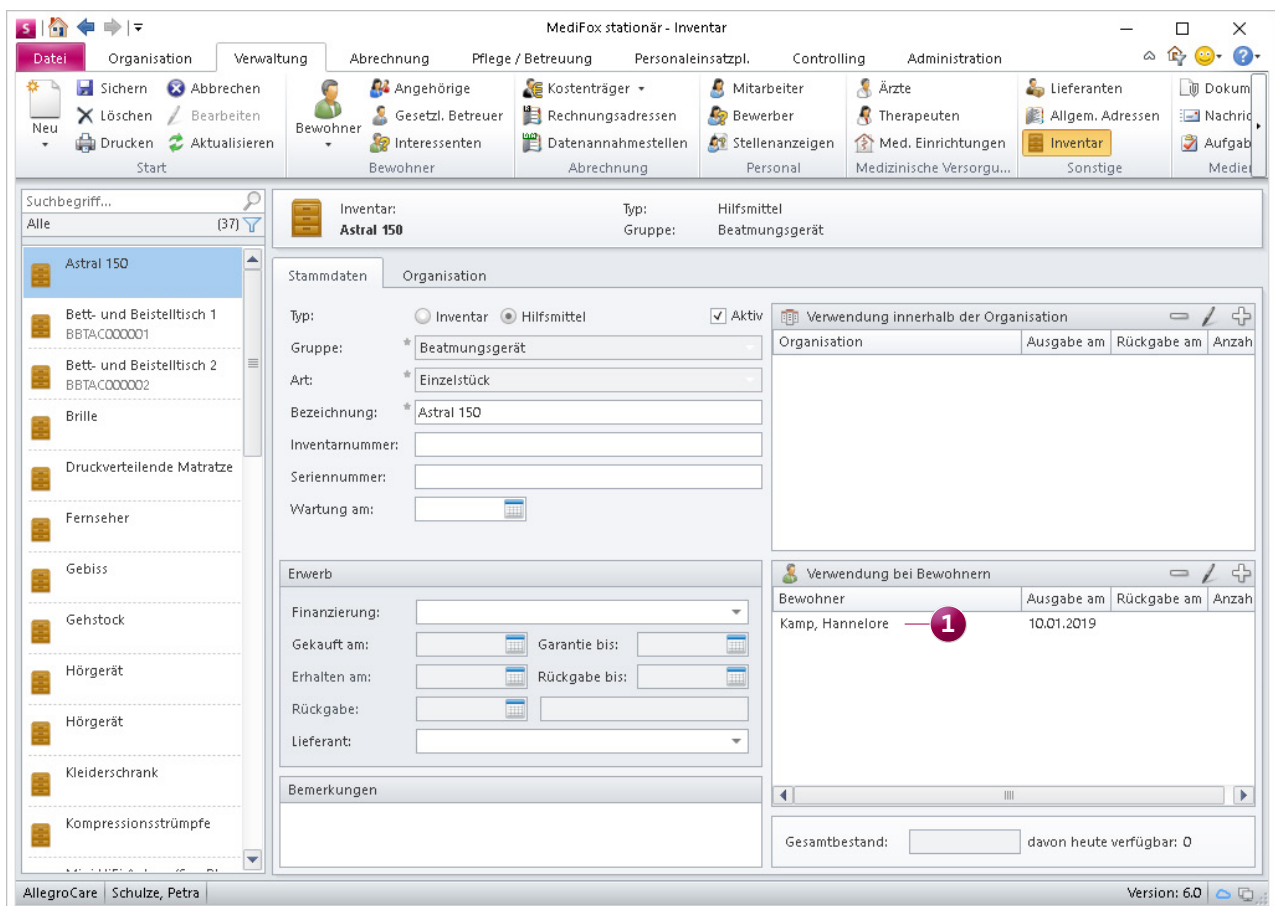 S
MediFox stationär - Inventar
Datei Organisation Verwaltung Abrechnung Pflege / Betreuung Personaleinsatzpl. Controlling Administration
Neu
Sichern Abbrechen
Löschen Bearbeiten
Drucken Aktualisieren
Start
Bewohner
Angehörige
Gesetzl. Betreuer
Interessenten
Bewohner
Kostenträger
Rechnungsadressen
Datenannahmestellen
Abrechnung
Mitarbeiter
Bewerber
Stellenanzeigen
Personal
Ärzte
Therapeuten
Med. Einrichtungen
Medizinische Versorgu...
Lieferanten
Allgem. Adressen
Inventar
Sonstige
Dokum
Nachric
Aufgab
Medien
Suchbegriff...
Alle (37)
Astral 150
Bett- und Beistelltisch 1
BBTAC000001
Bett- und Beistelltisch 2
BBTAC000002
Brille
Druckverteilende Matratze
Fernseher
Gebiss
Gehstock
Hörgerät
Hörgerät
Kleiderschrank
Kompressionsstrümpfe
Inventar: Typ: Hilfsmittel
Astral 150 Gruppe: Beatmungsgerät
Stammdaten Organisation
Typ: Inventar Hilfsmittel Aktiv
Gruppe: * Beatmungsgerät
Art: * Einzelstück
Bezeichnung: * Astral 150
Inventarnummer:
Seriennummer:
Wartung am:
Erwerb
Finanzierung:
Gekauft am: Garantie bis:
Erhalten am: Rückgabe bis:
Rückgabe:
Lieferant:
Bemerkungen
Verwendung innerhalb der Organisation
Organisation Ausgabe am Rückgabe am Anzah
Verwendung bei Bewohnern
Bewohner Ausgabe am Rückgabe am Anzah
Kamp, Hannelore 1 10.01.2019
Gesamtbestand: davon heute verfügbar: 0
AllegroCare Schulze, Petra Version: 6.0